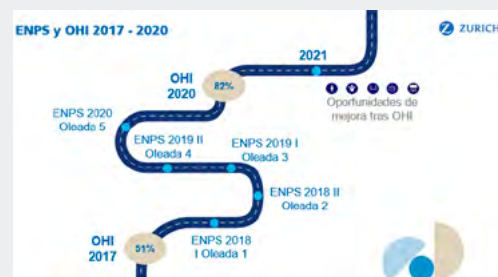 ENPS y OHI 2017 - 2020
ZURICH
2021
OHI
2020
82%
Oportunidades de
mejora tras OHI
ENPS 2020
Oleada 5
ENPS 2019 II
Oleada 4
ENPS 2019 I
Oleada 3
ENPS 2018 II
Oleada 2
OHI
2017
51%
ENPS 2018
I Oleada 1